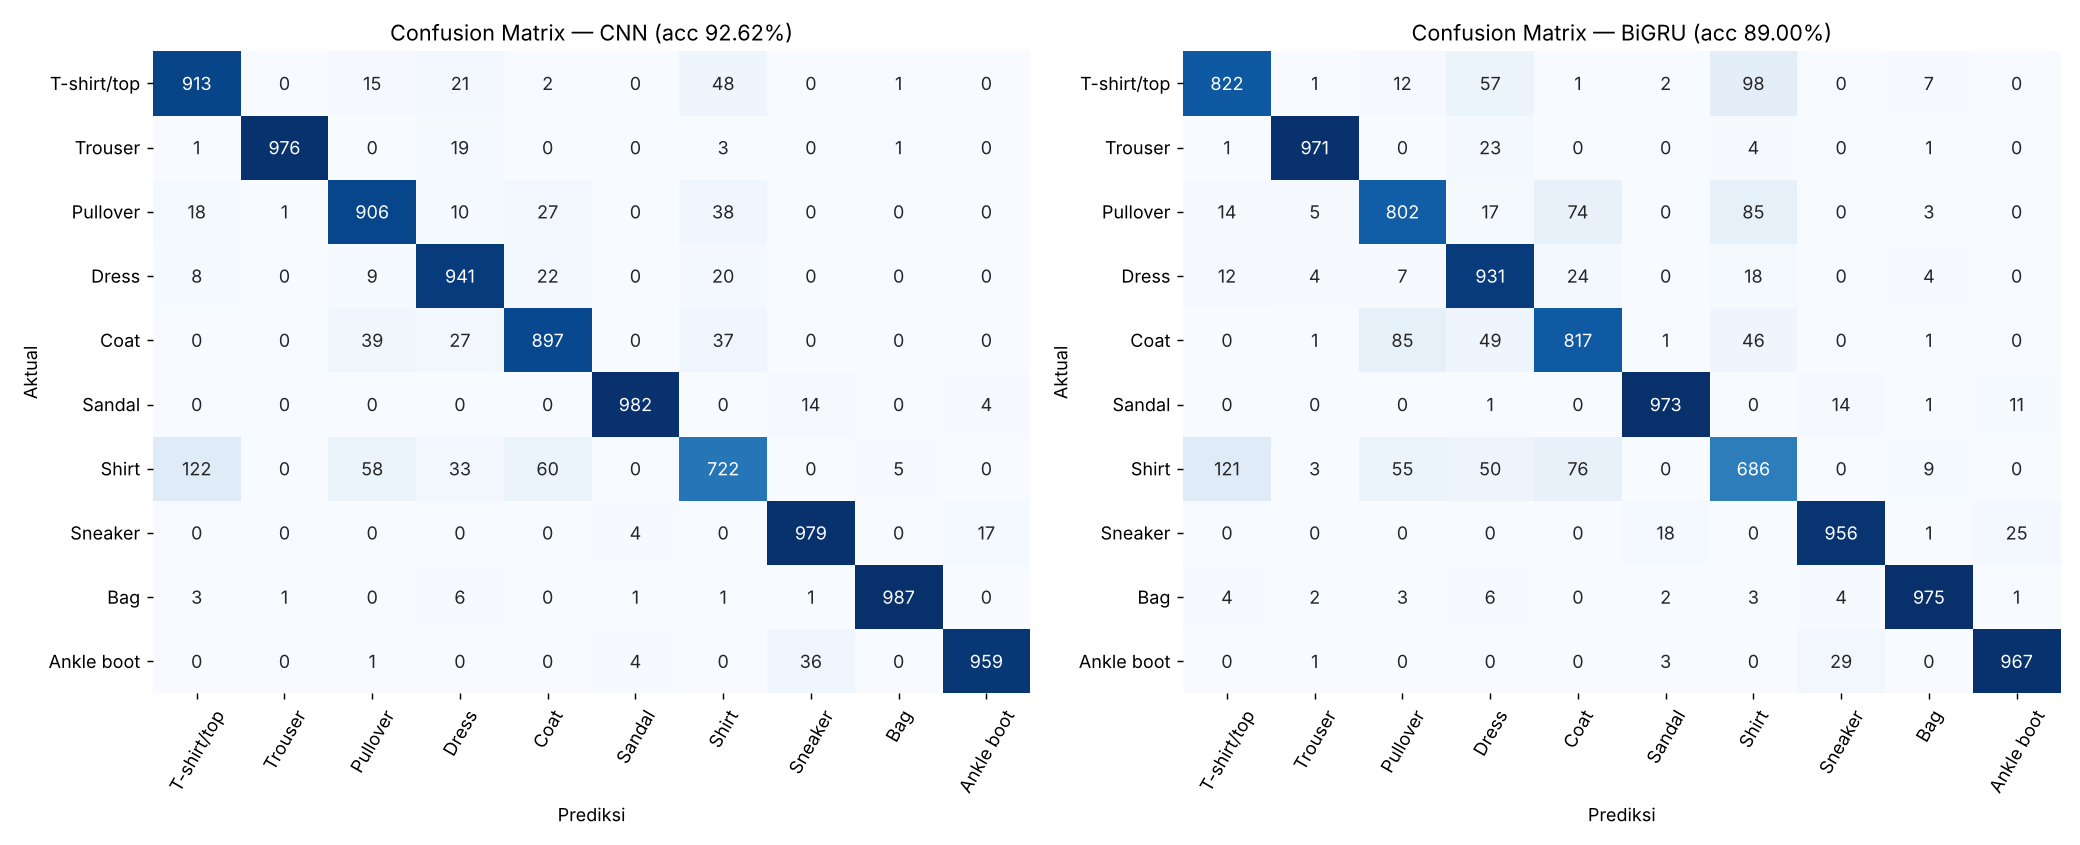 Confusion Matrix — CNN (acc 92.62%)
Aktual
T-shirt/top 913 0 15 21 2 0 48 0 1 0
Trouser 1 976 0 19 0 0 3 0 1 0
Pullover 18 1 906 10 27 0 38 0 0 0
Dress 8 0 9 941 22 0 20 0 0 0
Coat 0 0 39 27 897 0 37 0 0 0
Sandal 0 0 0 0 0 982 0 14 0 4
Shirt 122 0 58 33 60 0 722 0 5 0
Sneaker 0 0 0 0 0 4 0 979 0 17
Bag 3 1 0 6 0 1 1 1 987 0
Ankle boot 0 0 1 0 0 4 0 36 0 959
T-shirt/top Trouser Pullover Dress Coat Sandal Shirt Sneaker Bag Ankle boot
Prediksi
Confusion Matrix — BiGRU (acc 89.00%)
Aktual
T-shirt/top 822 1 12 57 1 2 98 0 7 0
Trouser 1 971 0 23 0 0 4 0 1 0
Pullover 14 5 802 17 74 0 85 0 3 0
Dress 12 4 7 931 24 0 18 0 4 0
Coat 0 1 85 49 817 1 46 0 1 0
Sandal 0 0 0 1 0 973 0 14 1 11
Shirt 121 3 55 50 76 0 686 0 9 0
Sneaker 0 0 0 0 0 18 0 956 1 25
Bag 4 2 3 6 0 2 3 4 975 1
Ankle boot 0 1 0 0 0 3 0 29 0 967
T-shirt/top Trouser Pullover Dress Coat Sandal Shirt Sneaker Bag Ankle boot
Prediksi